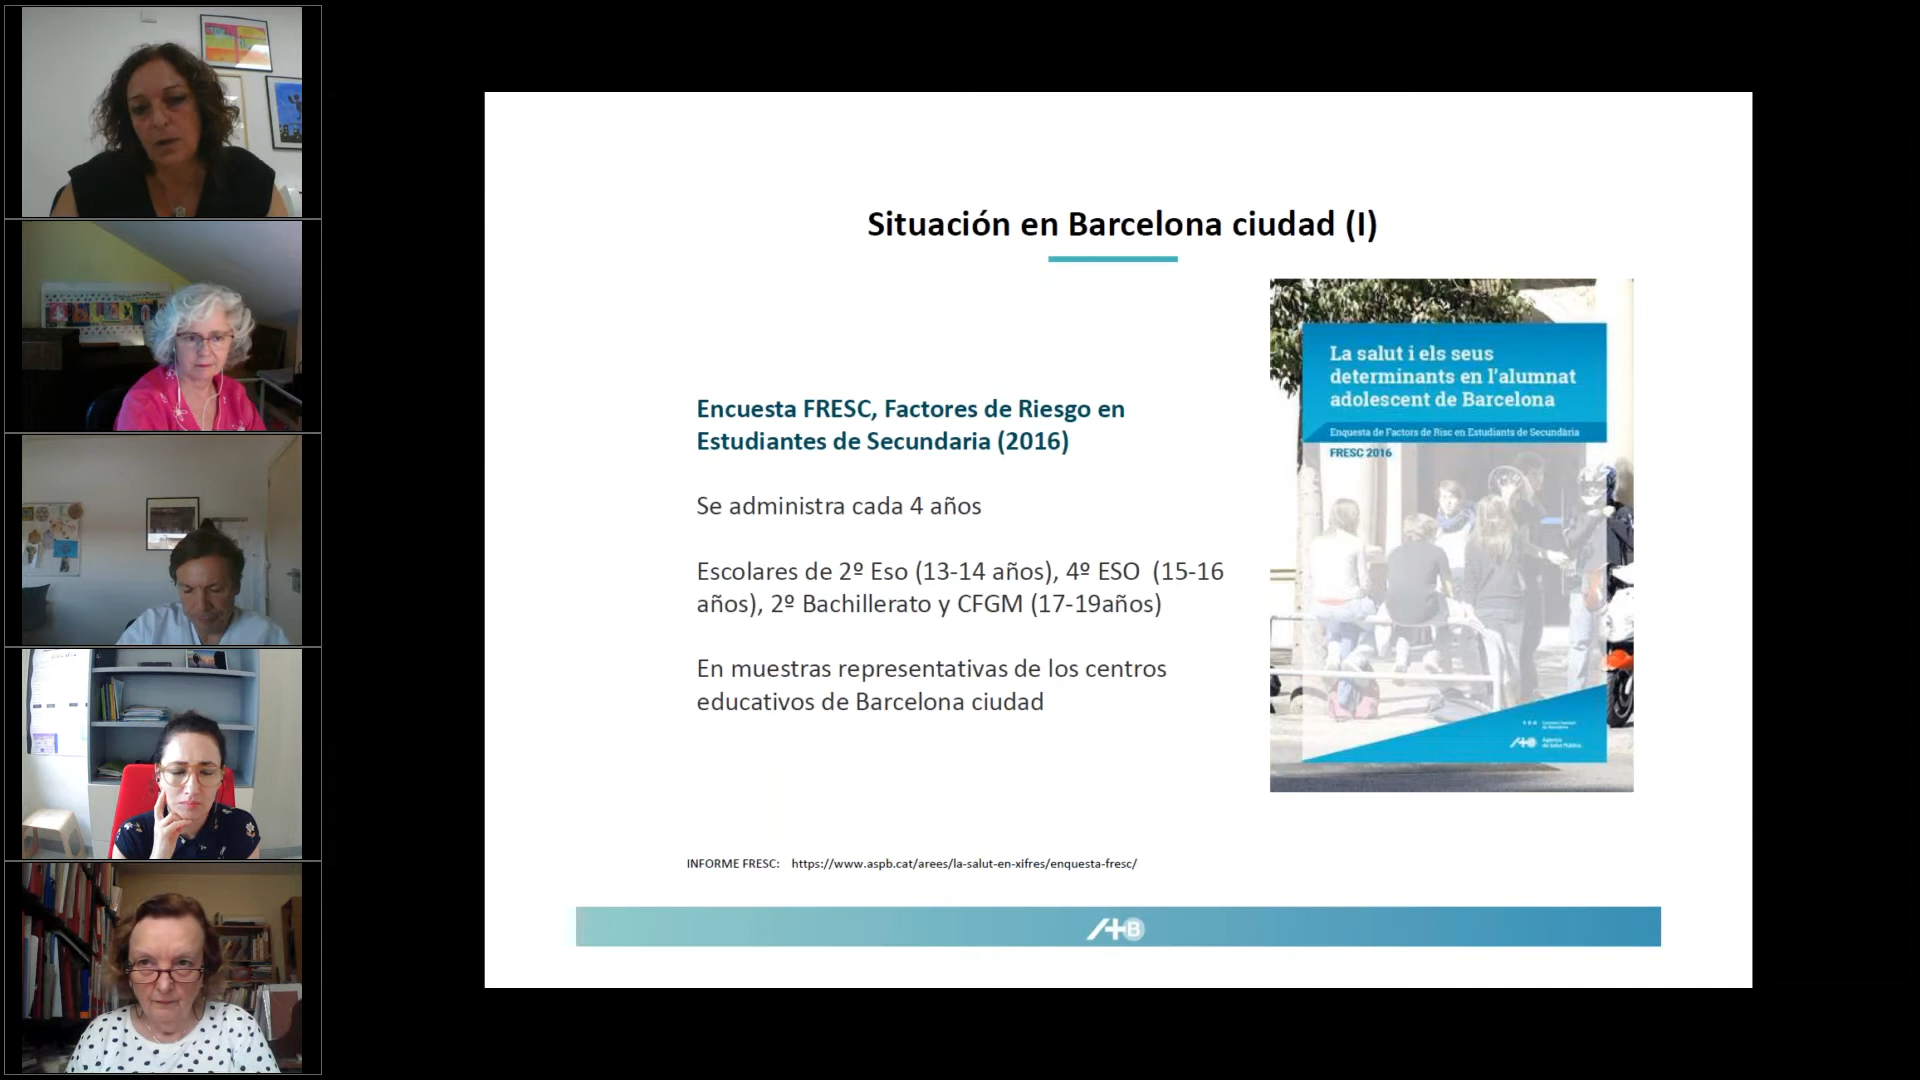 Situación en Barcelona ciudad (I)
Encuesta FRESC, Factores de Riesgo en
Estudiantes de Secundaria (2016)
Se administra cada 4 años
Escolares de 2º Eso (13-14 años), 4º ESO (15-16
años), 2º Bachillerato y CFGM (17-19años)
En muestras representativas de los centros
educativos de Barcelona ciudad
La salut i els seus
determinants en l'alumnat
adolescent de Barcelona
Enquesta de Factors de Risc en Estudiants de Secundària
FRESC 2016
Agència
de Salut Pública
INFORME FRESC: https://www.aspb.cat/arees/la-salut-en-xifres/enquesta-fresc/
B